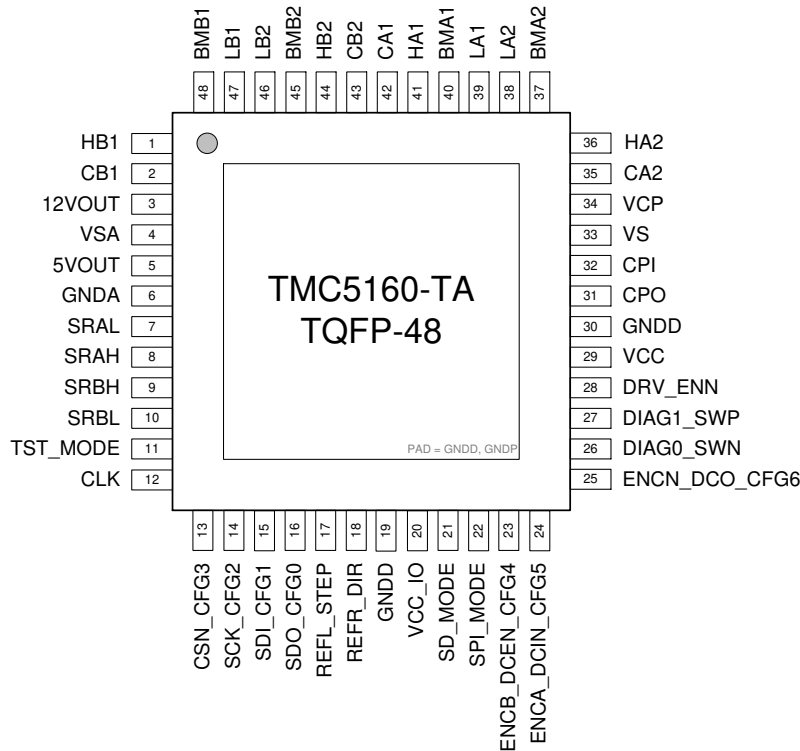 BMB1
LB1
LB2
BMB2
HB2
CB2
CA1
HA1
BMA1
LA1
LA2
BMA2
48
47
46
45
44
43
42
41
40
39
38
37
HB1 1
CB1 2
12VOUT 3
VSA 4
5VOUT 5
GNDA 6
SRAL 7
SRAH 8
SRBH 9
SRBL 10
TST_MODE 11
CLK 12
TMC5160-TA
TQFP-48
PAD = GNDD, GNDP
36 HA2
35 CA2
34 VCP
33 VS
32 CPI
31 CPO
30 GNDD
29 VCC
28 DRV_ENN
27 DIAG1_SWP
26 DIAG0_SWN
25 ENCN_DCO_CFG6
13
14
15
16
17
18
19
20
21
22
23
24
CSN_CFG3
SCK_CFG2
SDI_CFG1
SDO_CFG0
REFL_STEP
REFR_DIR
GNDD
VCC_IO
SD_MODE
SPI_MODE
ENCB_DCEN_CFG4
ENCA_DCIN_CFG5